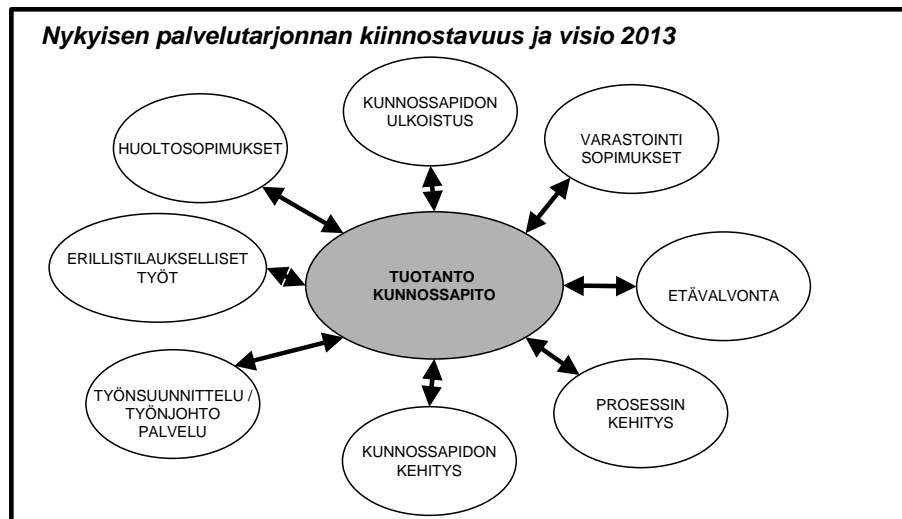 Nykyisen palvelutarjonnan kiinnostavuus ja visio 2013
KUNNOSSAPIDON
ULKOISTUS
HUOLTOSOPIMUKSET
VARASTOINTI
SOPIMUKSET
ERILLISTILAUKSELLISET
TYÖT
TUOTANTO
KUNNOSSAPITO
ETÄVALVONTA
TYÖNSUUNNITTELU /
TYÖNJOHTO
PALVELU
KUNNOSSAPIDON
KEHITYS
PROSESSIN
KEHITYS